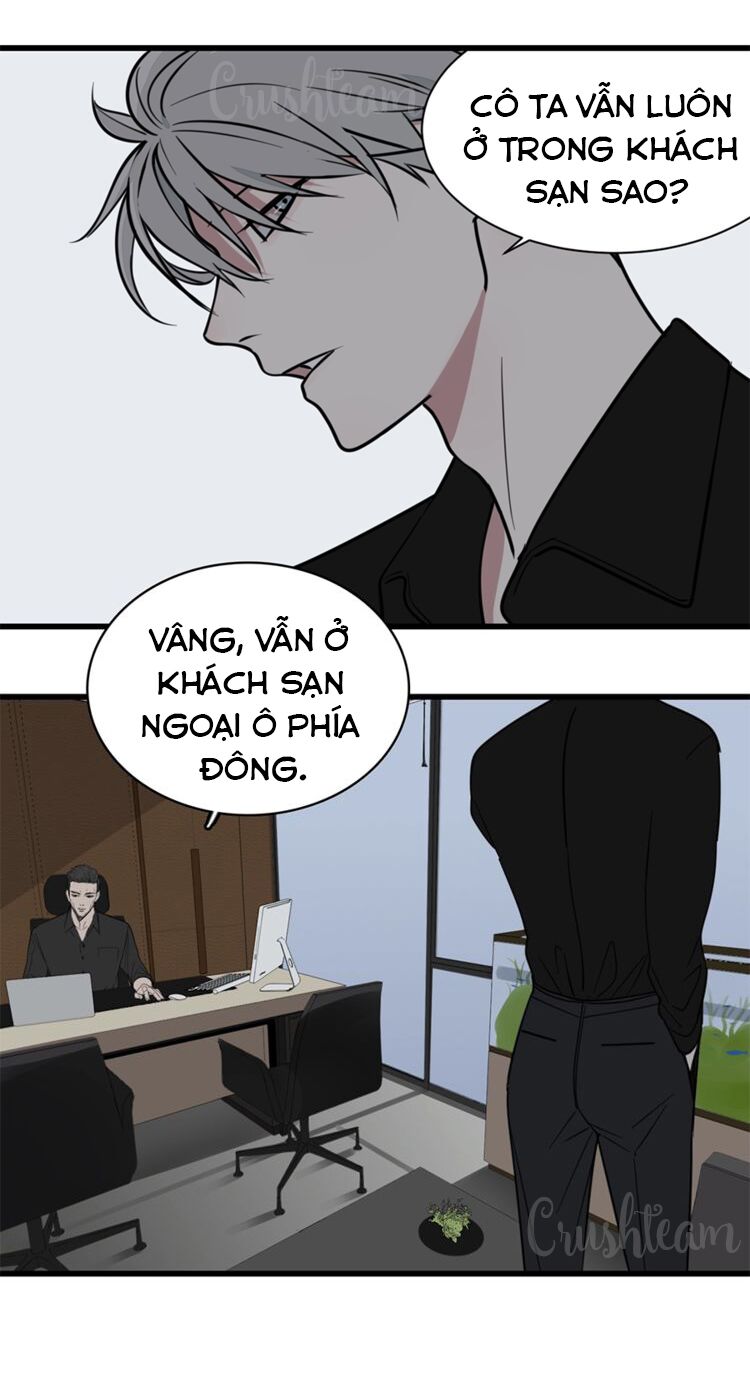 Crushteam
CÔ TA VẪN LUÔN
Ở TRONG KHÁCH
SẠN SAO?
VÂNG, VẪN Ở
KHÁCH SẠN
NGOẠI Ô PHÍA
ĐÔNG.
Crushteam